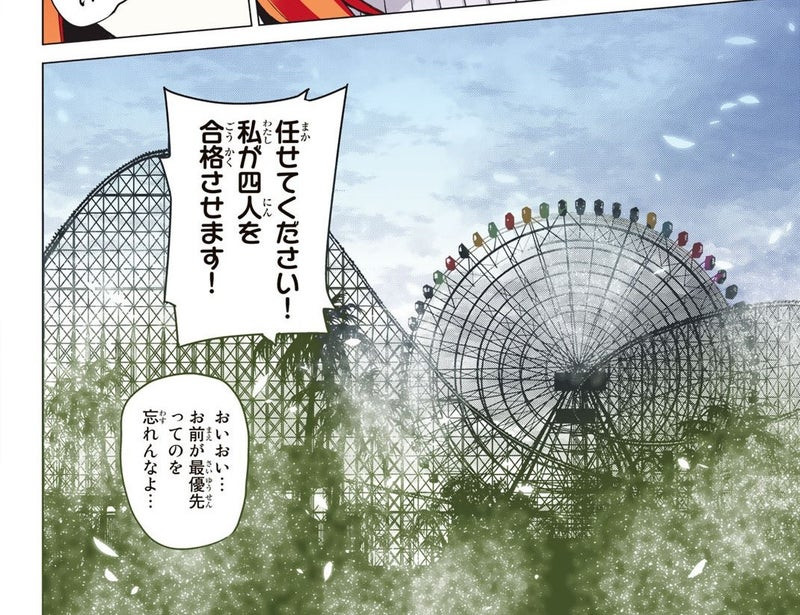 任せてください！
私が四人を
合格させます！
おいおい…
お前が最優先
ってのを
忘れんなよ…